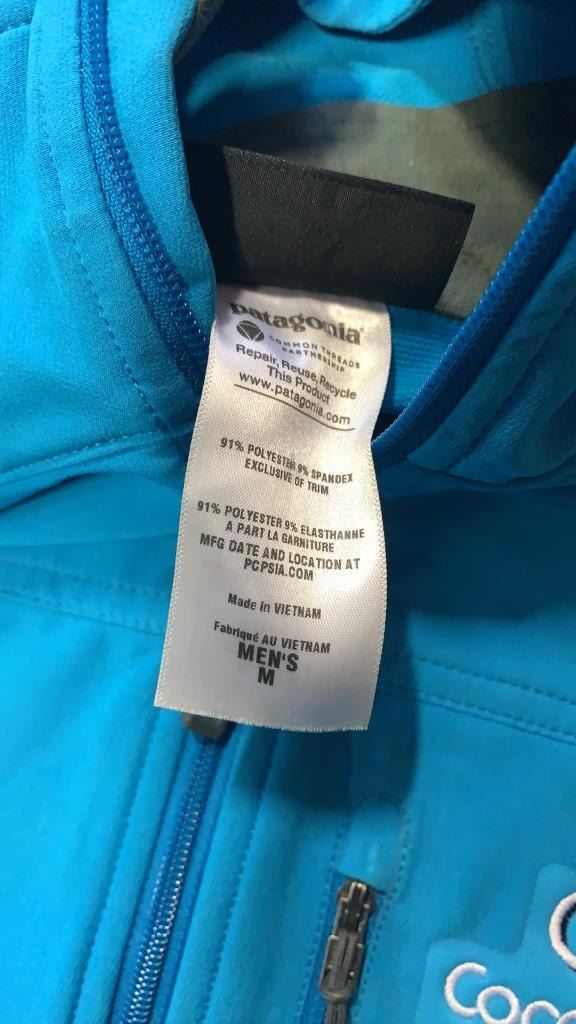 patagonia®
COMMON THREADS
PARTNERSHIP
Repair, Reuse, Recycle
This Product
www.patagonia.com
91% POLYESTER 9% SPANDEX
EXCLUSIVE OF TRIM
91% POLYESTER 9% ELASTHANNE
A PART LA GARNITURE
MFG DATE AND LOCATION AT
PCPSIA.COM
Made in VIETNAM
Fabriqué AU VIETNAM
MEN'S
M